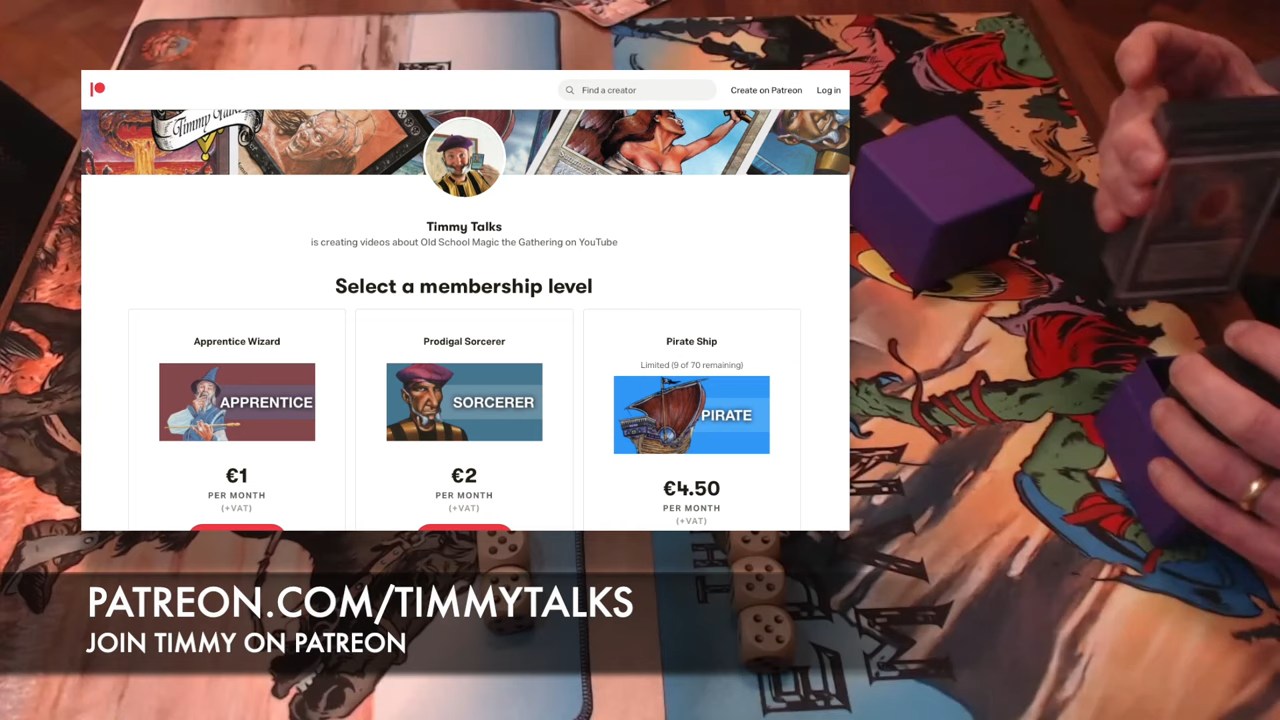 Find a creator
Create on Patreon
Log in
Timmy Talks
Timmy Talks
is creating videos about Old School Magic the Gathering on YouTube
Select a membership level
Apprentice Wizard
Prodigal Sorcerer
Pirate Ship
Limited (9 of 70 remaining)
APPRENTICE
SORCERER
PIRATE
€1
€2
€4.50
PER MONTH
PER MONTH
PER MONTH
(+VAT)
(+VAT)
(+VAT)
PATREON.COM/TIMMYTALKS
JOIN TIMMY ON PATREON